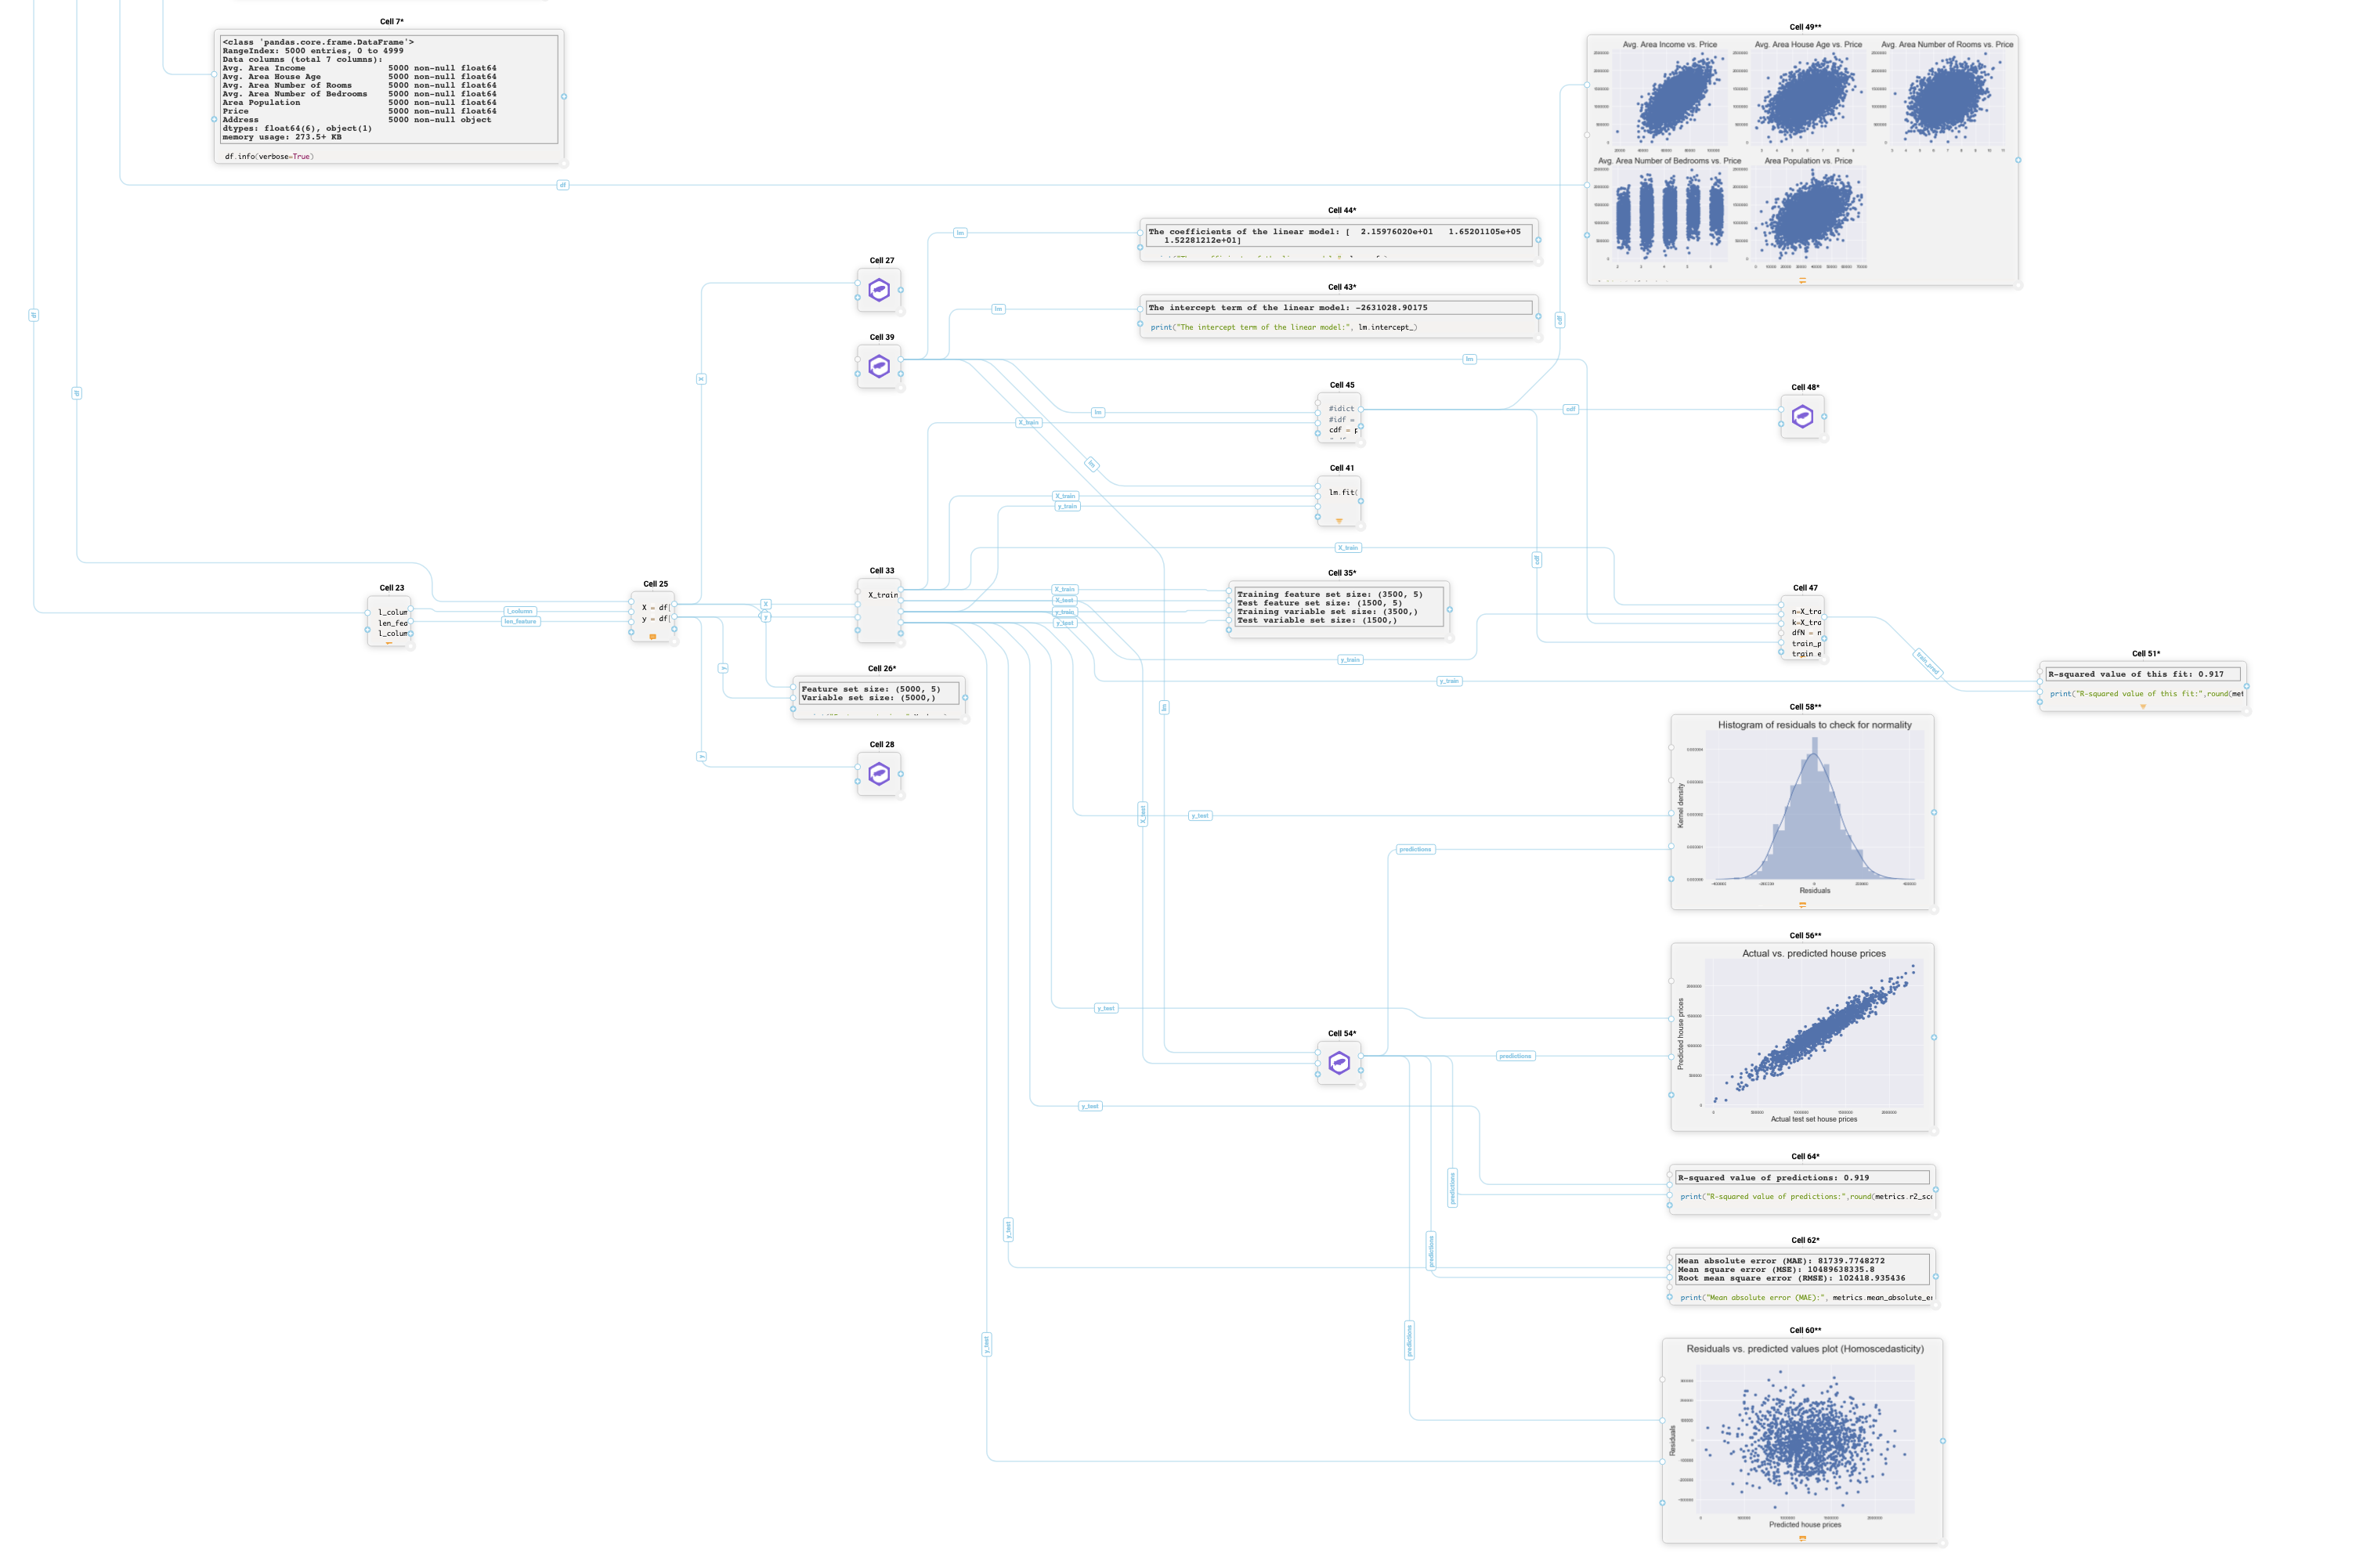 Cell 7*
<class 'pandas.core.frame.DataFrame'>
RangeIndex: 5000 entries, 0 to 4999
Data columns (total 7 columns):
Avg. Area Income 5000 non-null float64
Avg. Area House Age 5000 non-null float64
Avg. Area Number of Rooms 5000 non-null float64
Avg. Area Number of Bedrooms 5000 non-null float64
Area Population 5000 non-null float64
Price 5000 non-null float64
Address 5000 non-null object
dtypes: float64(6), object(1)
memory usage: 273.5+ KB
df.info(verbose=True)
df
df
df
Cell 49**
Avg. Area Income vs. Price
Avg. Area House Age vs. Price
Avg. Area Number of Rooms vs. Price
Avg. Area Number of Bedrooms vs. Price
Area Population vs. Price
Cell 44*
The coefficients of the linear model: [ 2.15976020e+01 1.65201105e+05
1.52281212e+01]
lm
Cell 27
X
Cell 43*
The intercept term of the linear model: -2631028.90175
print("The intercept term of the linear model:", lm.intercept_)
lm
Cell 39
lm
cdf
Cell 45
#idict
#idf =
cdf = p
lm
X_train
cdf
Cell 48*
lm
Cell 41
lm.fit(
X_train
y_train
X_train
cdf
Cell 23
l_colum
len_fea
l_colum
l_column
len_feature
Cell 25
X = df[
y = df[
X
y
Cell 33
X_train
X_train
X_test
y_train
y_test
Cell 35*
Training feature set size: (3500, 5)
Test feature set size: (1500, 5)
Training variable set size: (3500,)
Test variable set size: (1500,)
Cell 47
n=X_tra
k=X_tra
dfN = n
train_p
train_e
y_train
y_train
train_pred
Cell 51*
R-squared value of this fit: 0.917
print("R-squared value of this fit:",round(met
y
Cell 26*
Feature set size: (5000, 5)
Variable set size: (5000,)
y
Cell 28
lm
X_test
y_test
predictions
Cell 58**
Histogram of residuals to check for normality
Kernel density
Residuals
Cell 56**
Actual vs. predicted house prices
Predicted house prices
Actual test set house prices
y_test
predictions
Cell 54*
y_test
predictions
Cell 64*
R-squared value of predictions: 0.919
print("R-squared value of predictions:",round(metrics.r2_sco
y_test
predictions
Cell 62*
Mean absolute error (MAE): 81739.7748272
Mean square error (MSE): 10489638335.8
Root mean square error (RMSE): 102418.935436
print("Mean absolute error (MAE):", metrics.mean_absolute_er
y_test
predictions
Cell 60**
Residuals vs. predicted values plot (Homoscedasticity)
Residuals
Predicted house prices